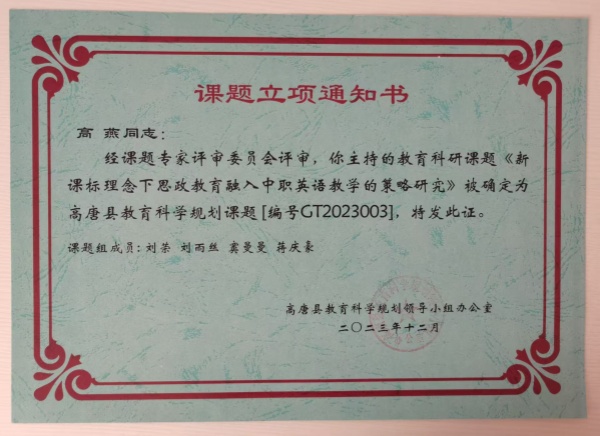 课题立项通知书
高 燕同志：
经课题专家评审委员会评审，你主持的教育科研课题《新
课标理念下思政教育融入中职英语教学的策略研究》被确定为
高唐县教育科学规划课题 [编号GT2023003]，特发此证。
课题组成员：刘荣 刘雨丝 窦曼曼 蒋庆豪
高唐县教育科学规划领导小组办公室
二〇二三年十二月